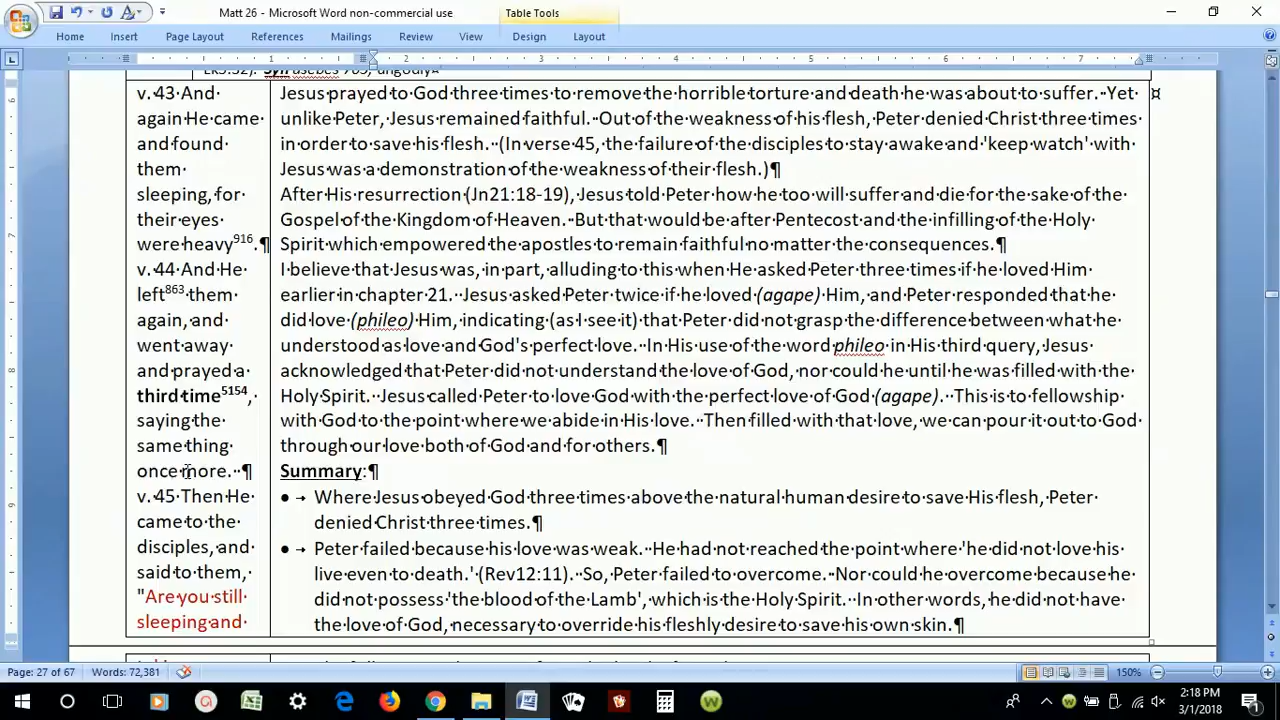 Matt 26 - Microsoft Word non-commercial use
Table Tools
Home Insert Page Layout References Mailings Review View Design Layout
1 2 3 4 5 6 7
v.43 And
again He came
and found
them
sleeping, for
their eyes
were heavy916.¶
v.44 And He
left863 them
again, and
went away
and prayed a
third time5154,
saying the
same thing
once more. ¶
v.45 Then He
came to the
disciples, and
said to them,
"Are you still
sleeping and
Jesus prayed to God three times to remove the horrible torture and death he was about to suffer. Yet
unlike Peter, Jesus remained faithful. Out of the weakness of his flesh, Peter denied Christ three times
in order to save his flesh. (In verse 45, the failure of the disciples to stay awake and 'keep watch' with
Jesus was a demonstration of the weakness of their flesh.)¶
After His resurrection (Jn21:18-19), Jesus told Peter how he too will suffer and die for the sake of the
Gospel of the Kingdom of Heaven. But that would be after Pentecost and the infilling of the Holy
Spirit which empowered the apostles to remain faithful no matter the consequences.¶
I believe that Jesus was, in part, alluding to this when He asked Peter three times if he loved Him
earlier in chapter 21. Jesus asked Peter twice if he loved (agape) Him, and Peter responded that he
did love (phileo) Him, indicating (as I see it) that Peter did not grasp the difference between what he
understood as love and God's perfect love. In His use of the word phileo in His third query, Jesus
acknowledged that Peter did not understand the love of God, nor could he until he was filled with the
Holy Spirit. Jesus called Peter to love God with the perfect love of God (agape). This is to fellowship
with God to the point where we abide in His love. Then filled with that love, we can pour it out to God
through our love both of God and for others.¶
Summary:¶
● Where Jesus obeyed God three times above the natural human desire to save His flesh, Peter
denied Christ three times.¶
● Peter failed because his love was weak. He had not reached the point where 'he did not love his
live even to death.' (Rev12:11). So, Peter failed to overcome. Nor could he overcome because he
did not possess 'the blood of the Lamb', which is the Holy Spirit. In other words, he did not have
the love of God, necessary to override his fleshly desire to save his own skin.¶
Page: 27 of 67 Words: 72,381 150%
2:18 PM
3/1/2018